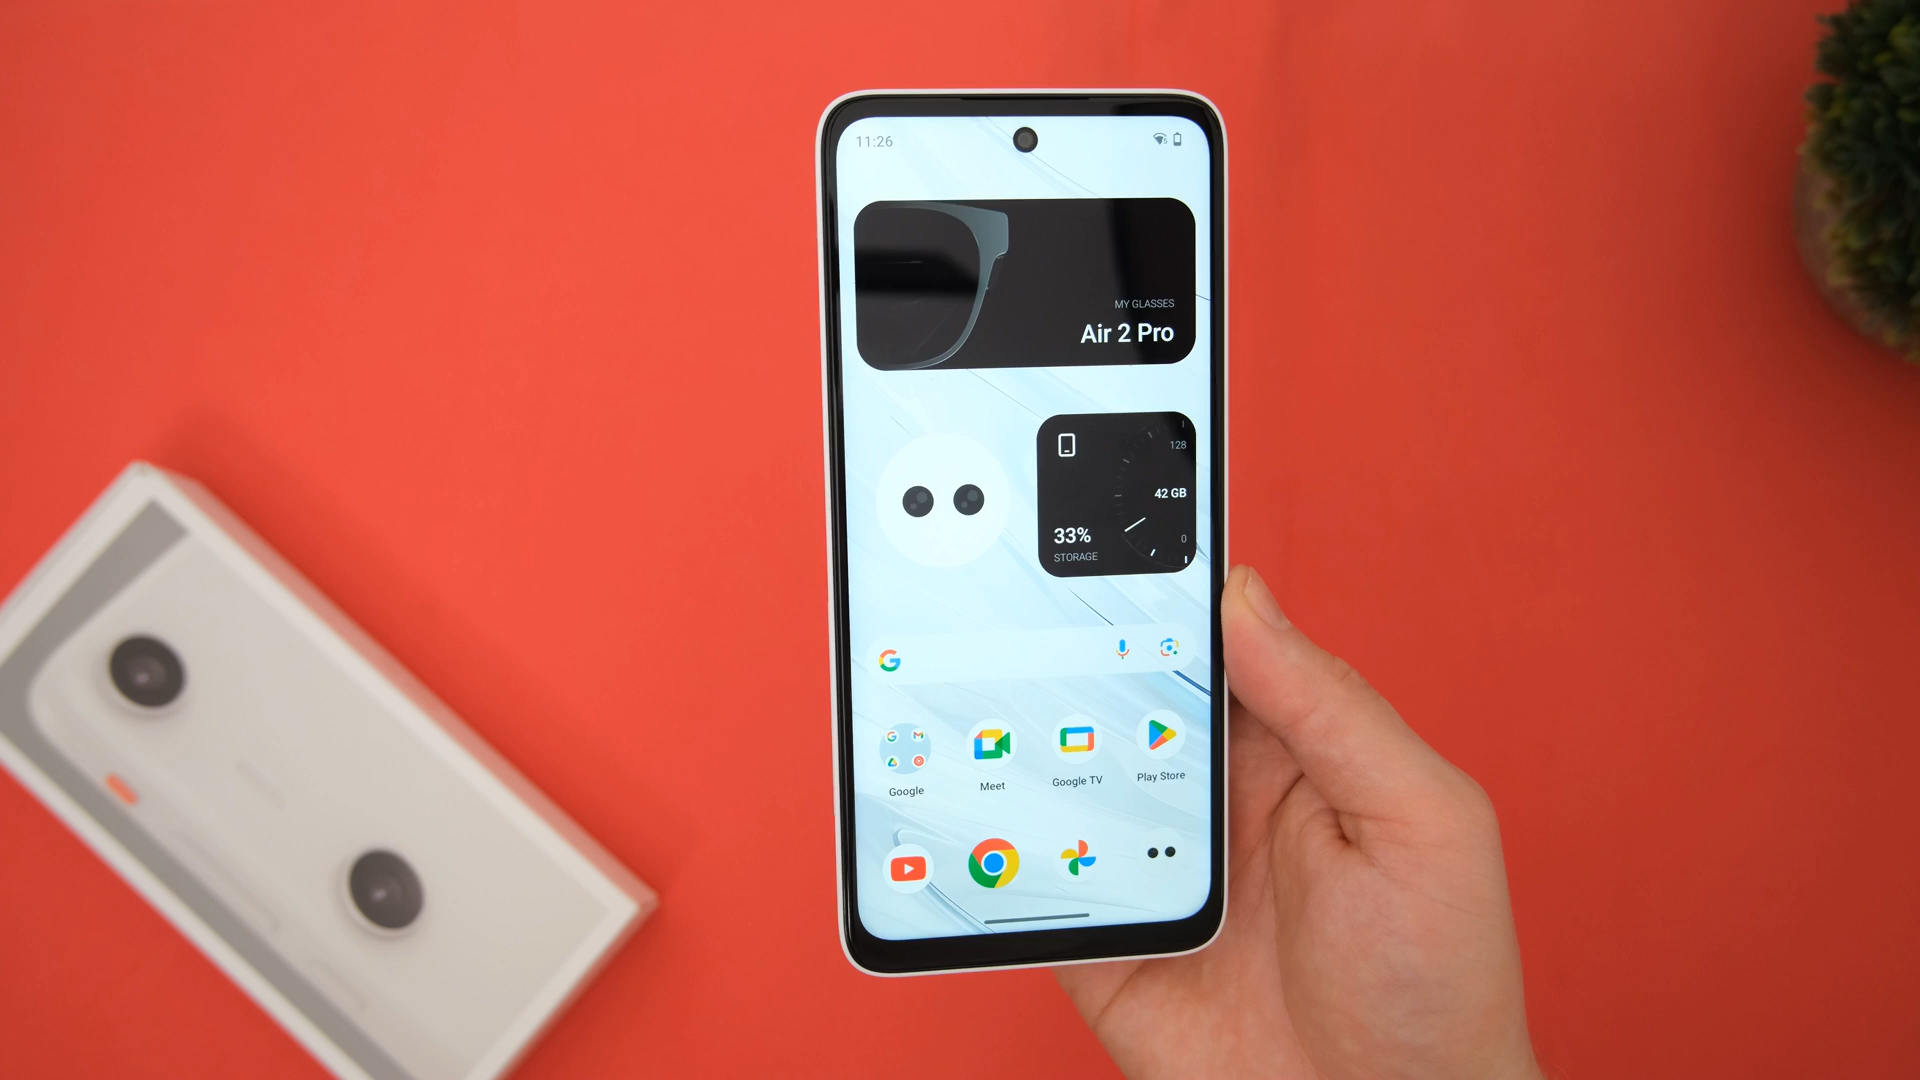 11:26
MY GLASSES
Air 2 Pro
128
42 GB
33%
0
STORAGE
Google
Meet
Google TV
Play Store